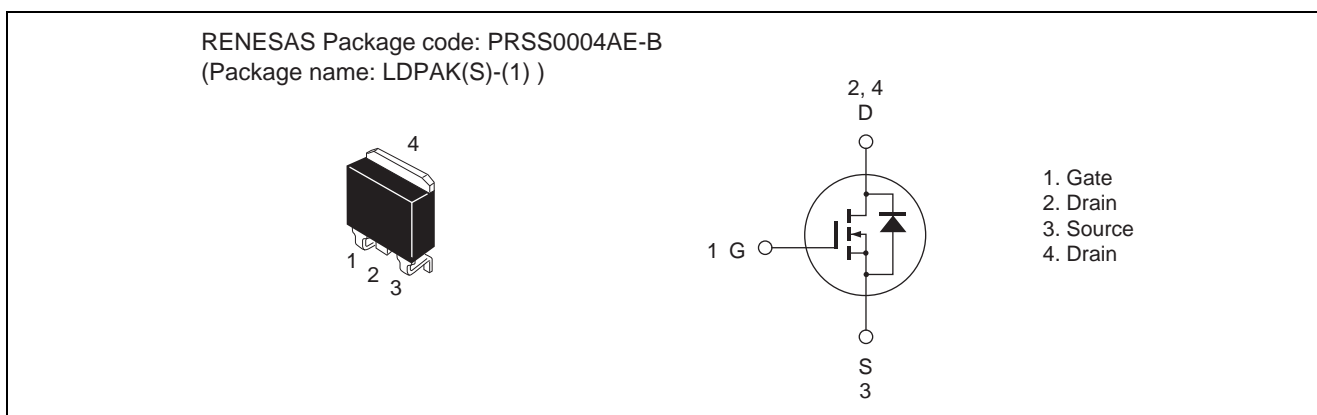 RENESAS Package code: PRSS0004AE-B
(Package name: LDPAK(S)-(1) )
4
1
2
3
2, 4
D
1 G
S
3
1. Gate
2. Drain
3. Source
4. Drain